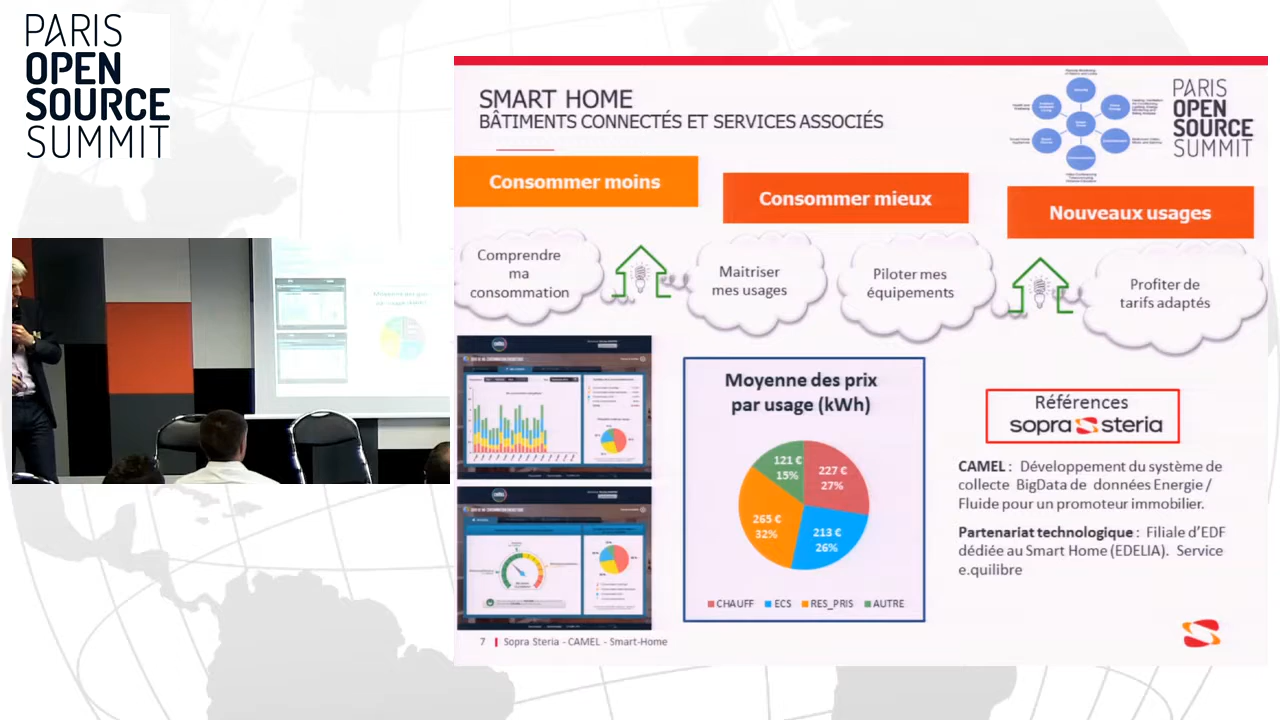 PARIS
OPEN
SOURCE
SUMMIT
SMART HOME
BÂTIMENTS CONNECTÉS ET SERVICES ASSOCIÉS
PARIS
OPEN
SOURCE
SUMMIT
Consommer moins
Consommer mieux
Nouveaux usages
Comprendre
ma
consommation
Maitriser
mes usages
Piloter mes
équipements
Profiter de
tarifs adaptés
Moyenne des prix
par usage (kWh)
121 €
15%
227 €
27%
265 €
32%
213 €
26%
CHAUFF ECS RES_PRIS AUTRE
Références
sopra steria
CAMEL : Développement du système de
collecte BigData de données Energie /
Fluide pour un promoteur immobilier.
Partenariat technologique : Filiale d'EDF
dédiée au Smart Home (EDELIA). Service
e.quilibre
7 Sopra Steria - CAMEL - Smart-Home